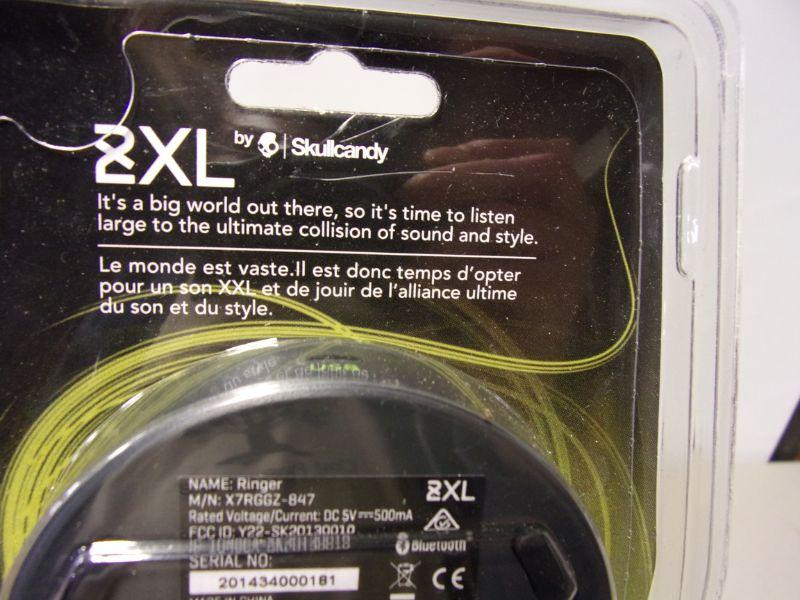 2XL by Skullcandy
It's a big world out there, so it's time to listen
large to the ultimate collision of sound and style.
Le monde est vaste.Il est donc temps d'opter
pour un son XXL et de jouir de l'alliance ultime
du son et du style.
NAME: Ringer
2XL
M/N: X7RGGZ-847
Rated Voltage/Current: DC 5V⎓500mA
FCC ID: Y22-SK20130010
Bluetooth
SERIAL NO:
201434000181
CE
MADE IN CHINA